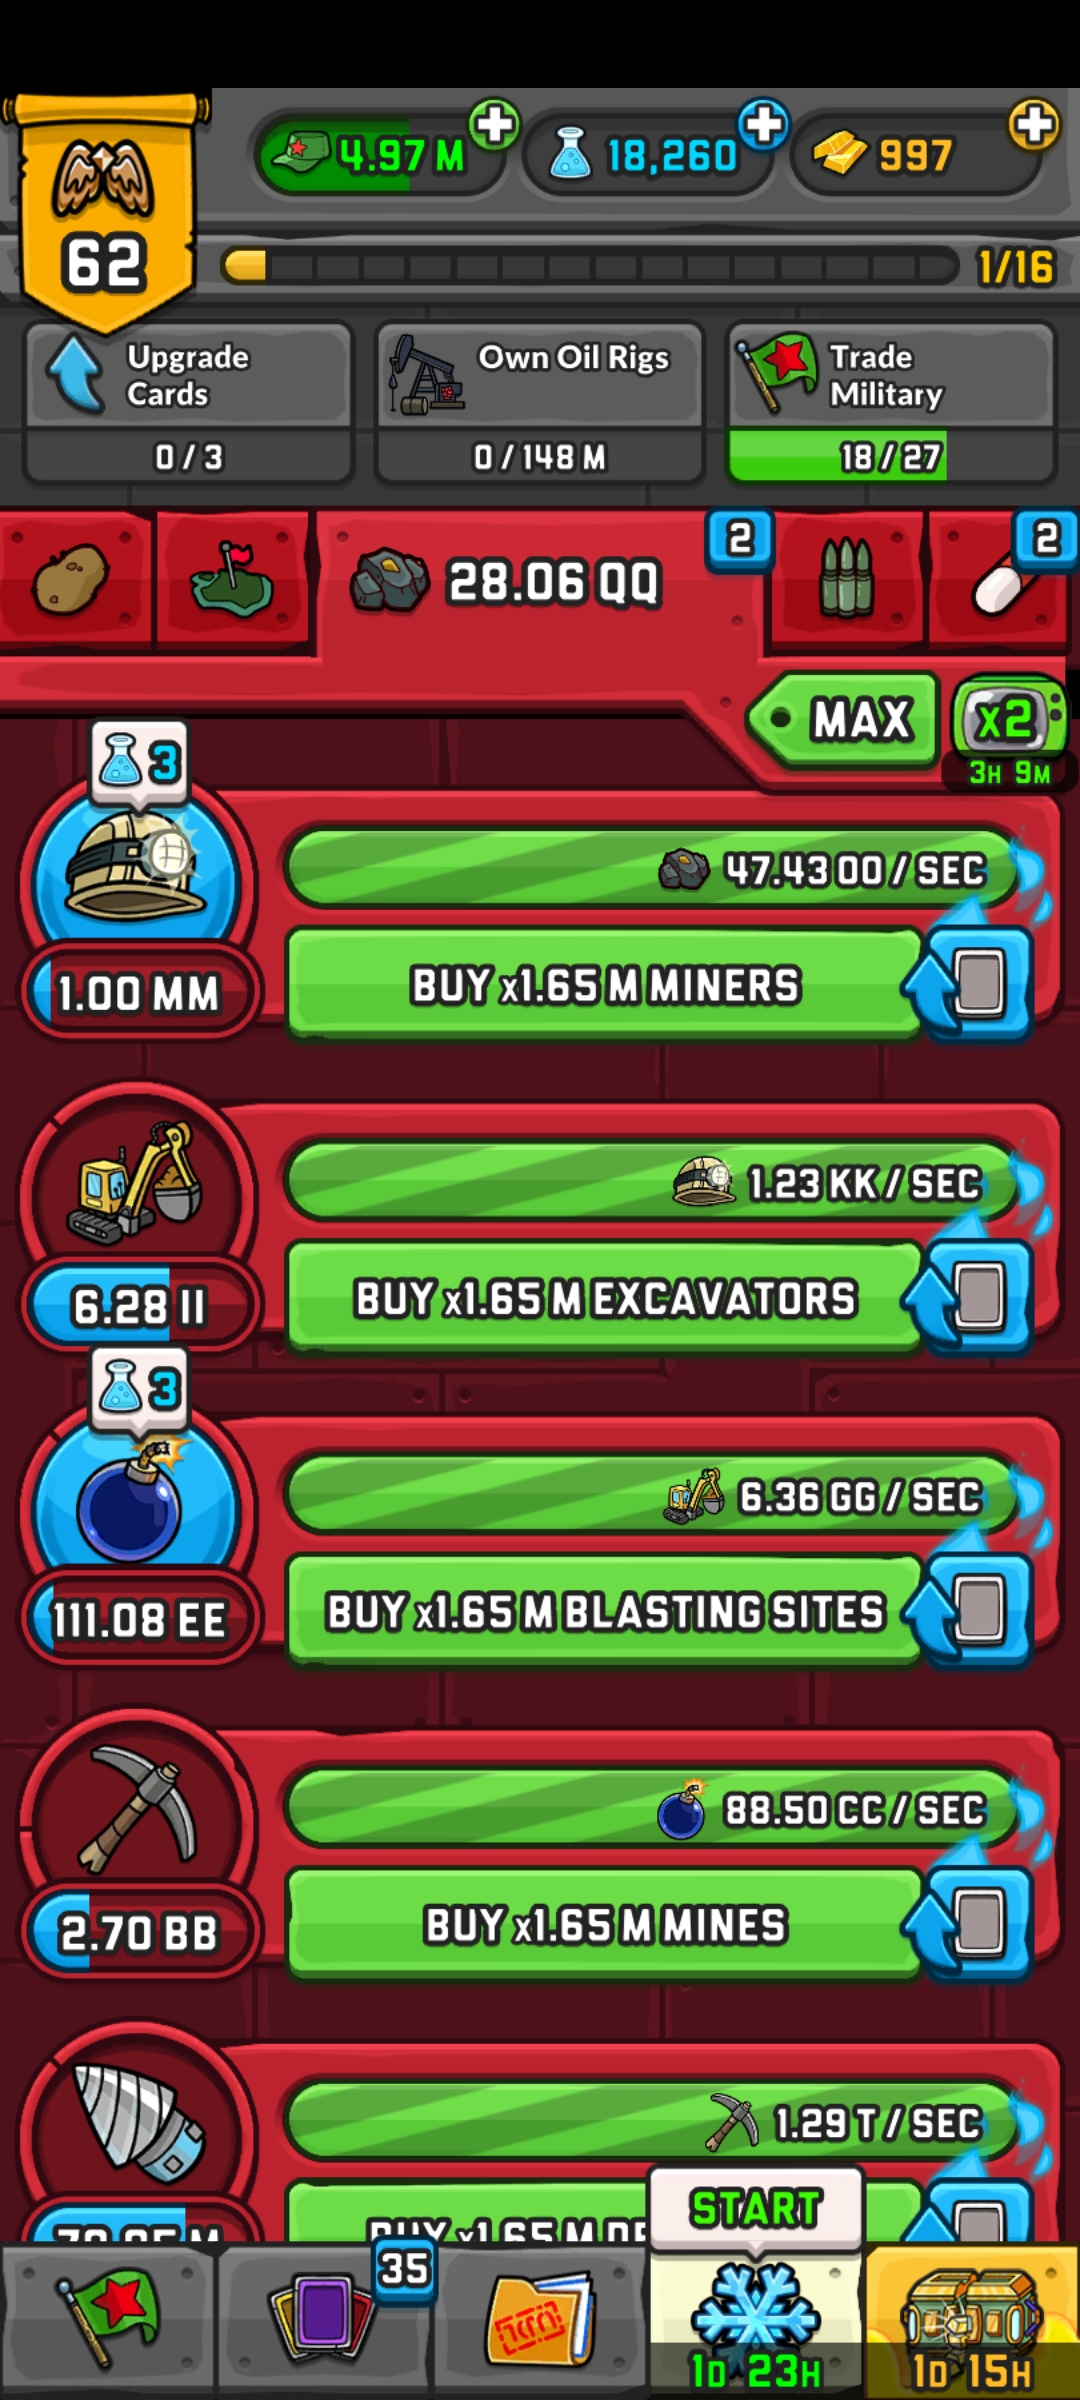 4.97 M
18,260
997
62
1/16
Upgrade
Cards
0 / 3
Own Oil Rigs
0 / 148 M
Trade
Military
18 / 27
28.06 QQ
2
2
MAX
x2
3H 9M
3
47.43 OO / SEC
1.00 MM
BUY x1.65 M MINERS
1.23 KK / SEC
6.28 II
BUY x1.65 M EXCAVATORS
3
6.36 GG / SEC
111.08 EE
BUY x1.65 M BLASTING SITES
88.50 CC / SEC
2.70 BB
BUY x1.65 M MINES
1.29 T / SEC
BUY x1.65 M
START
35
1D 23H
1D 15H